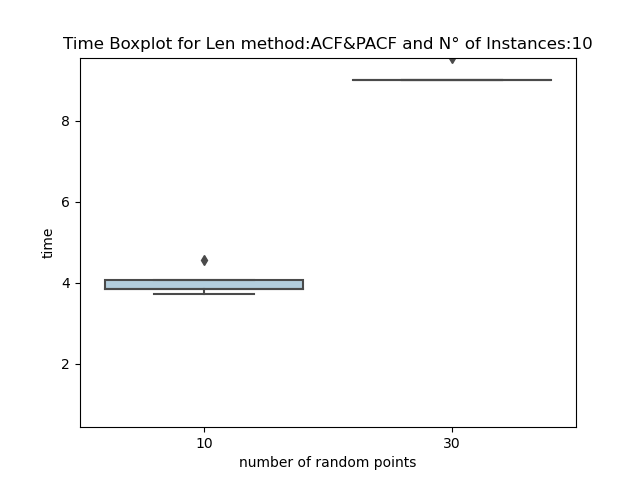 Time Boxplot for Len method:ACF&PACF and N° of Instances:10
8
6
4
2
time
10
30
number of random points